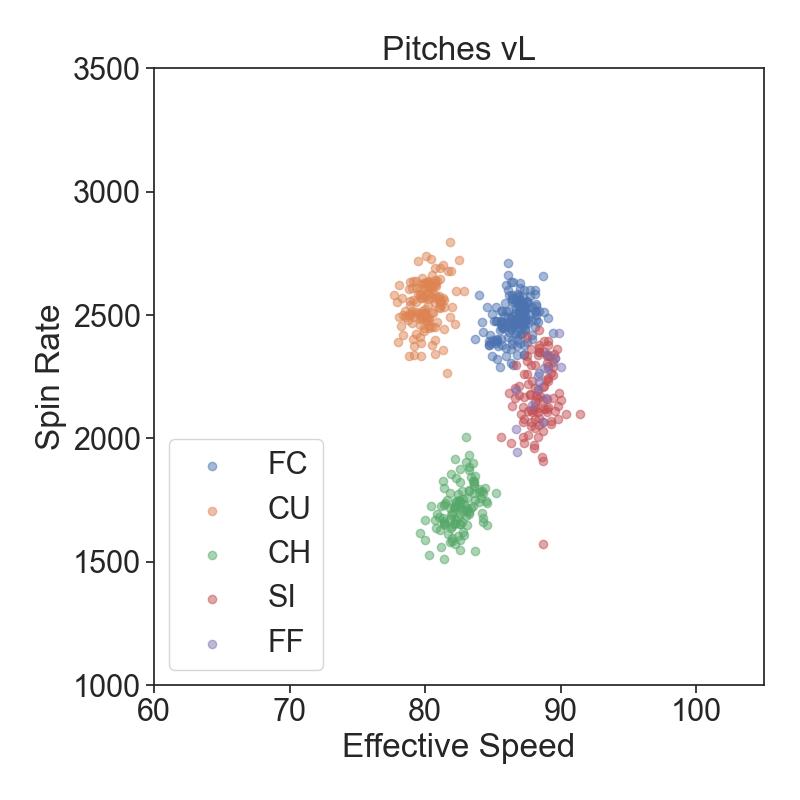 Pitches vL
3500
3000
2500
2000
1500
1000
Spin Rate
FC
CU
CH
SI
FF
60 70 80 90 100
Effective Speed